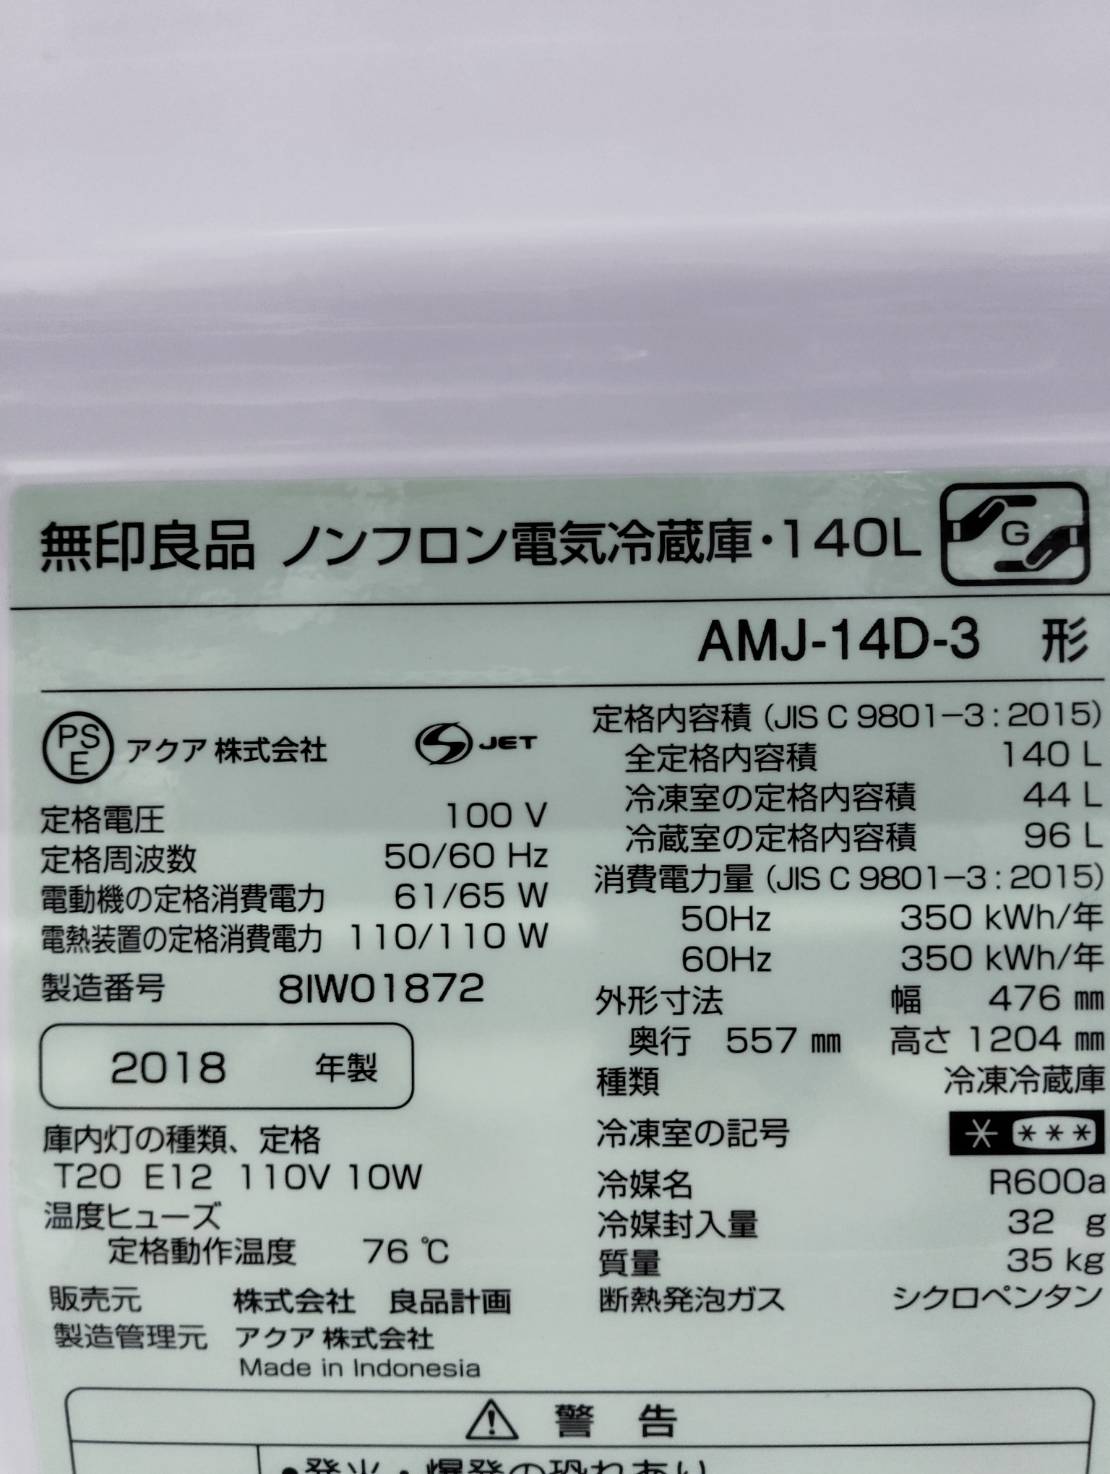 無印良品 ノンフロン電気冷蔵庫・140L G
AMJ-14D-3 形
PSE アクア 株式会社 S JET
定格電圧 100 V
定格周波数 50/60 Hz
電動機の定格消費電力 61/65 W
電熱装置の定格消費電力 110/110 W
製造番号 8IW01872
2018 年製
庫内灯の種類、定格
T20 E12 110V 10W
温度ヒューズ
定格動作温度 76 ℃
販売元 株式会社 良品計画
製造管理元 アクア 株式会社
Made in Indonesia
定格内容積 (JIS C 9801-3:2015)
全定格内容積 140 L
冷凍室の定格内容積 44 L
冷蔵室の定格内容積 96 L
消費電力量 (JIS C 9801-3:2015)
50Hz 350 kWh/年
60Hz 350 kWh/年
外形寸法 幅 476 ㎜
奥行 557 ㎜ 高さ 1204 ㎜
種類 冷凍冷蔵庫
冷凍室の記号 * ***
冷媒名 R600a
冷媒封入量 32 g
質量 35 kg
断熱発泡ガス シクロペンタン
⚠ 警 告
●発火・爆発の恐れあり